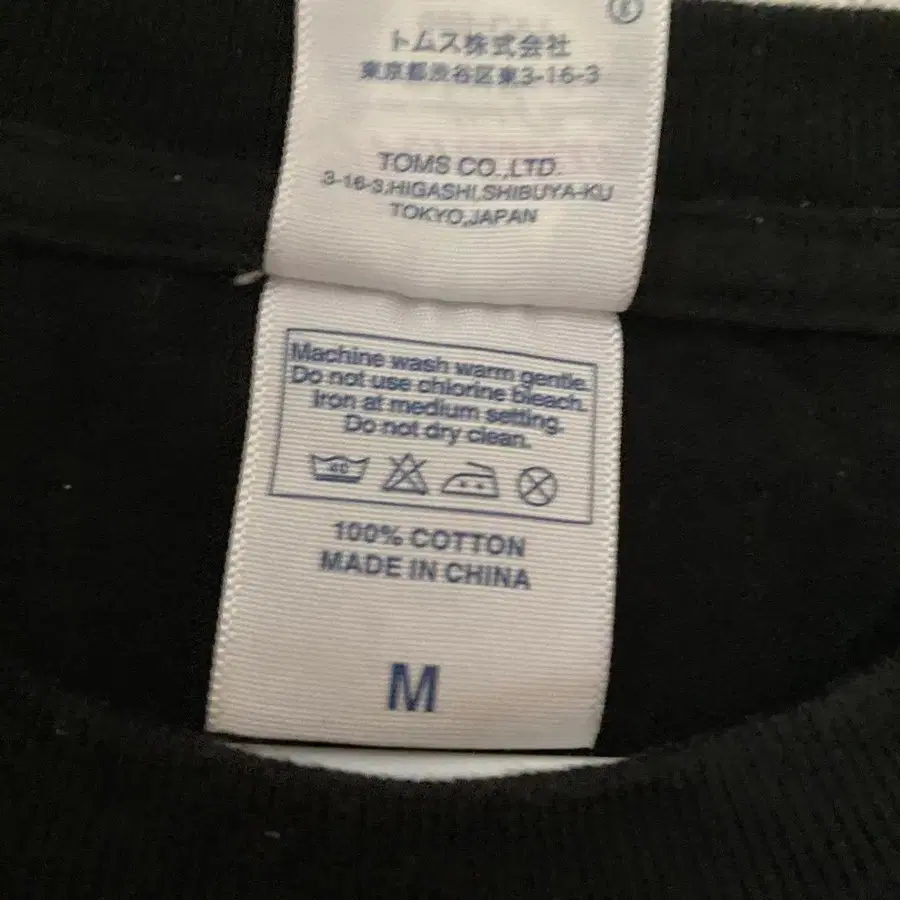 トムス株式会社
東京都渋谷区東3-16-3
TOMS CO.,LTD.
3-16-3,HIGASHI,SHIBUYA-KU
TOKYO,JAPAN
Machine wash warm gentle.
Do not use chlorine bleach.
Iron at medium setting.
Do not dry clean.
40
100% COTTON
MADE IN CHINA
M